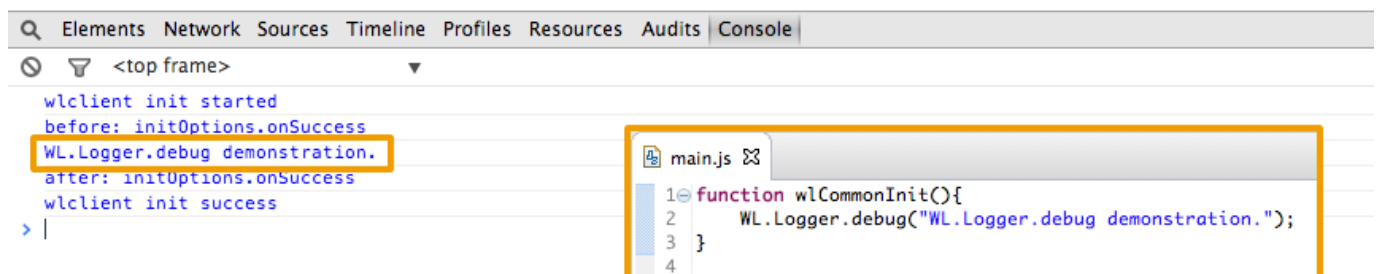 Elements Network Sources Timeline Profiles Resources Audits Console
<top frame> ▼
wlclient init started
before: initOptions.onSuccess
WL.Logger.debug demonstration.
after: initOptions.onSuccess
wlclient init success
>
main.js
1 function wlCommonInit(){
2 WL.Logger.debug("WL.Logger.debug demonstration.");
3 }
4